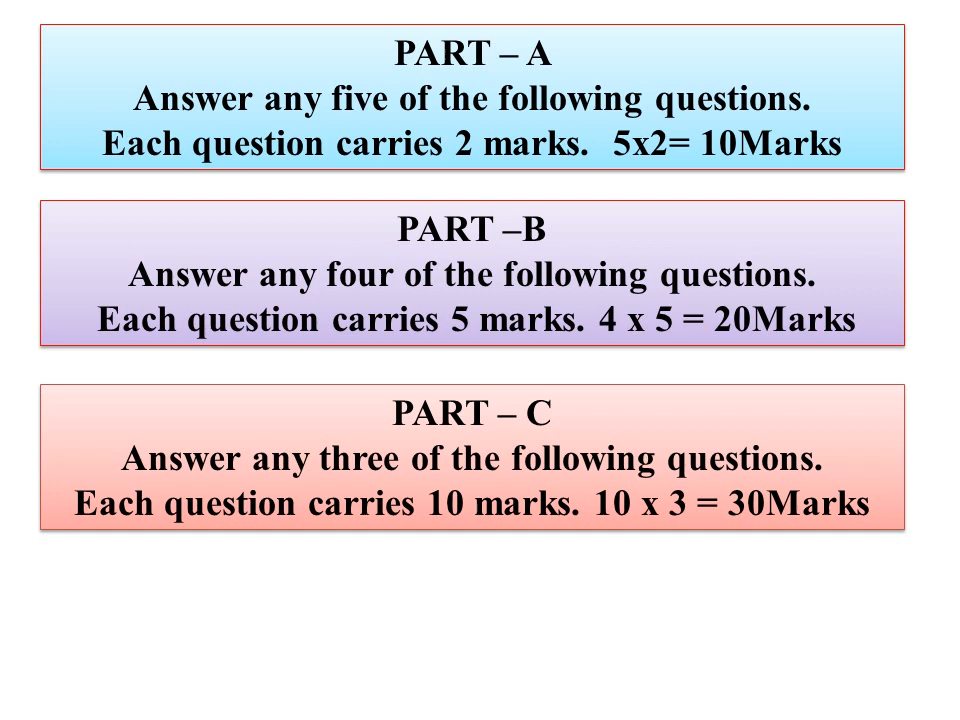 PART – A
Answer any five of the following questions.
Each question carries 2 marks.  5x2= 10Marks
PART –B
Answer any four of the following questions.
Each question carries 5 marks. 4 x 5 = 20Marks
PART – C
Answer any three of the following questions.
Each question carries 10 marks. 10 x 3 = 30Marks